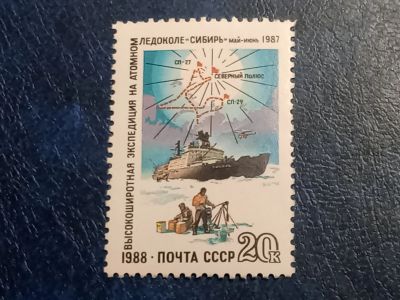 ВЫСОКОШИРОТНАЯ ЭКСПЕДИЦИЯ НА АТОМНОМ
ЛЕДОКОЛЕ «СИБИРЬ» МАЙ-ИЮНЬ 1987
СП-27
СЕВЕРНЫЙ ПОЛЮС
СП-29
1988 · ПОЧТА СССР 20К